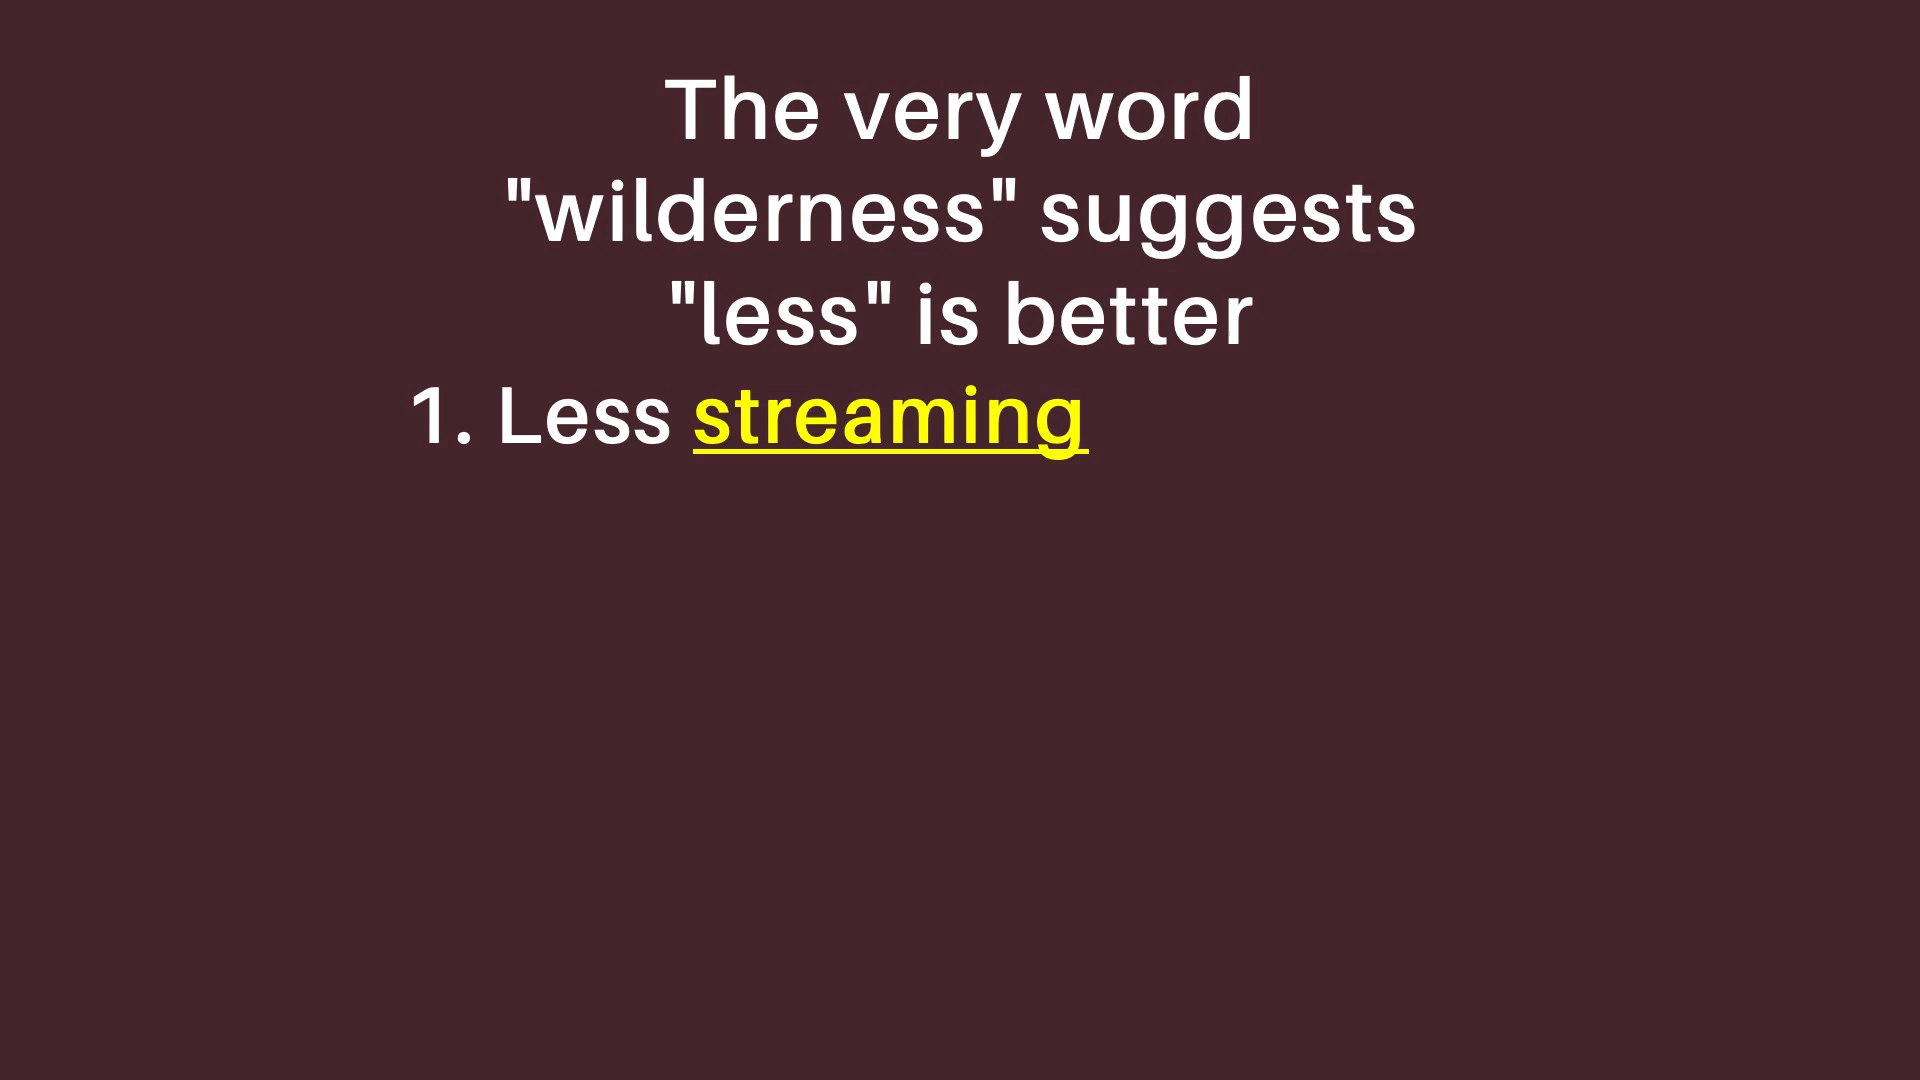 The very word
"wilderness" suggests
"less" is better
1. Less streaming